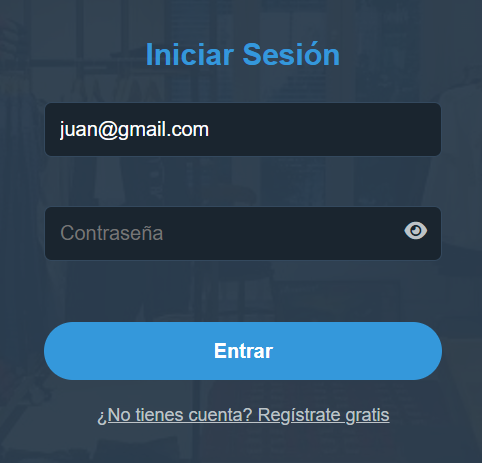 Iniciar Sesión
juan@gmail.com
Contraseña
Entrar
¿No tienes cuenta? Regístrate gratis